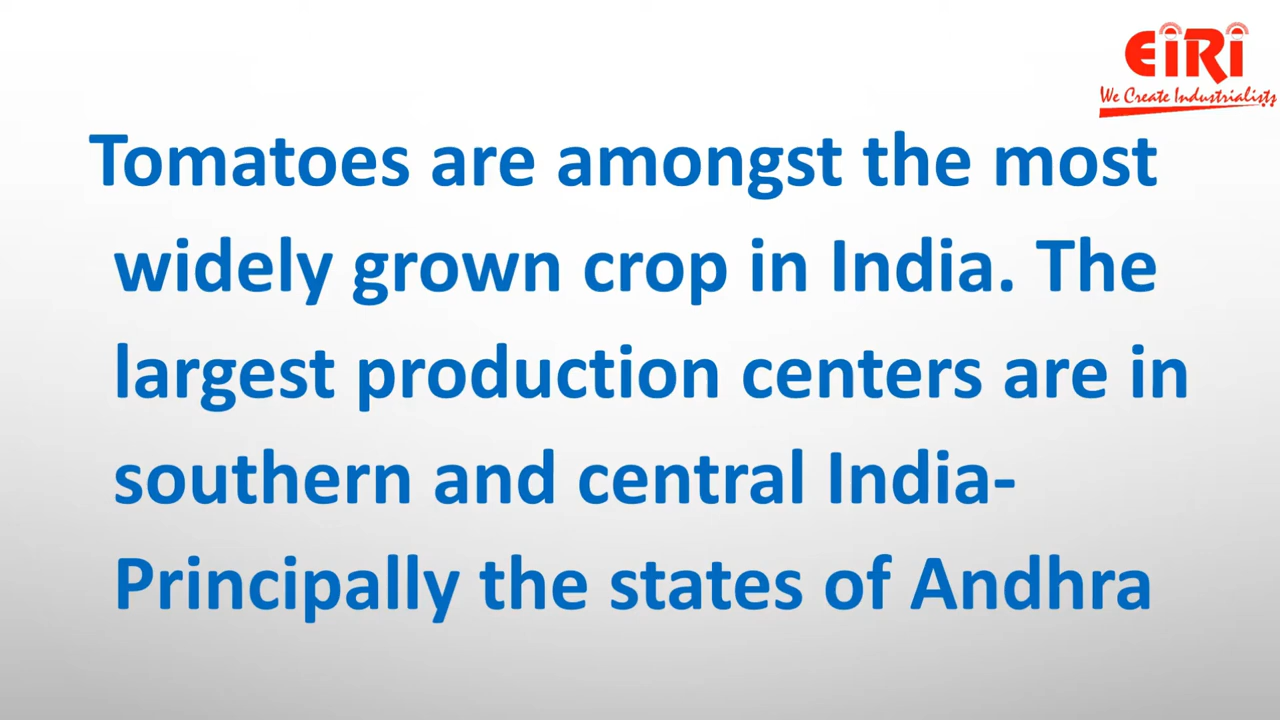 EiRi
We Create Industrialists
Tomatoes are amongst the most
widely grown crop in India. The
largest production centers are in
southern and central India-
Principally the states of Andhra